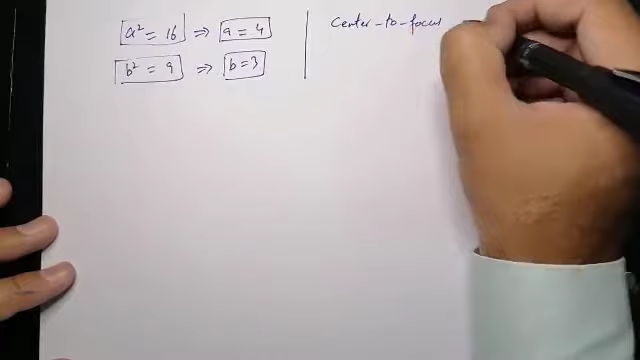 a² = 16 ⇒ a = 4
b² = 9 ⇒ b = 3
Center-to-focus